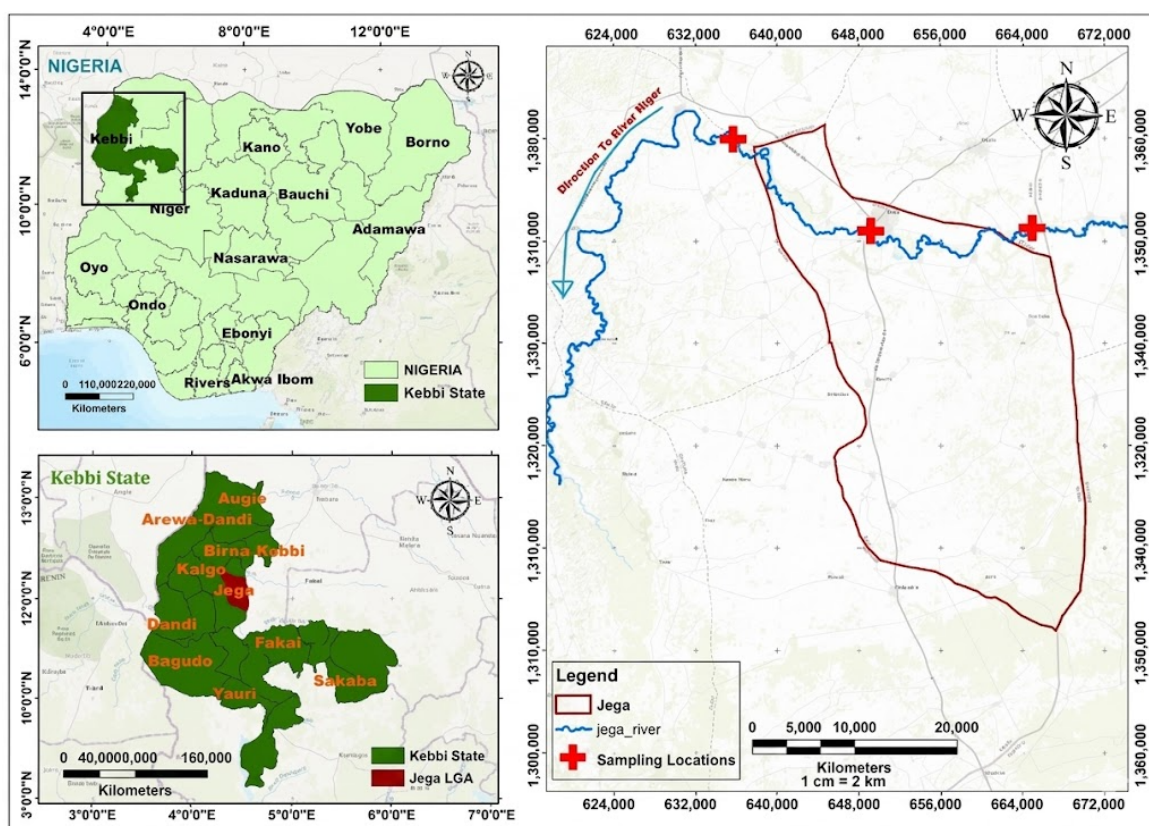 4°0'0"E 8°0'0"E 12°0'0"E
NIGERIA
14°0'0"N
10°0'0"N
6°0'0"N
N
W E
S
Kebbi
Kano
Yobe
Borno
Kaduna
Bauchi
Niger
Adamawa
Nasarawa
Oyo
Ondo
Ebonyi
Rivers
Akwa Ibom
NIGERIA
Kebbi State
0 110,000 220,000
Kilometers
Kebbi State
13°0'0"N
12°0'0"N
10°0'0"N
3°0'0"N
N
W E
S
Augie
Arewa-Dandi
Birna Kobbi
Kalgo
Jega
Dandi
Fakai
Bagudo
Sakaba
Yauri
Kebbi State
Jega LGA
0 40,00080,000 160,000
Kilometers
3°0'0"E 4°0'0"E 5°0'0"E 6°0'0"E 7°0'0"E
624,000 632,000 640,000 648,000 656,000 664,000 672,000
N
W E
S
Direction To River Niger
1,380,000
1,310,000
1,330,000
1,320,000
1,310,000
1,310,000
1,300,000
1,380,000
1,350,000
1,340,000
1,320,000
1,340,000
1,350,000
1,360,000
Legend
Jega
jega_river
Sampling Locations
0 5,000 10,000 20,000
Kilometers
1 cm = 2 km
624,000 632,000 640,000 648,000 656,000 664,000 672,000